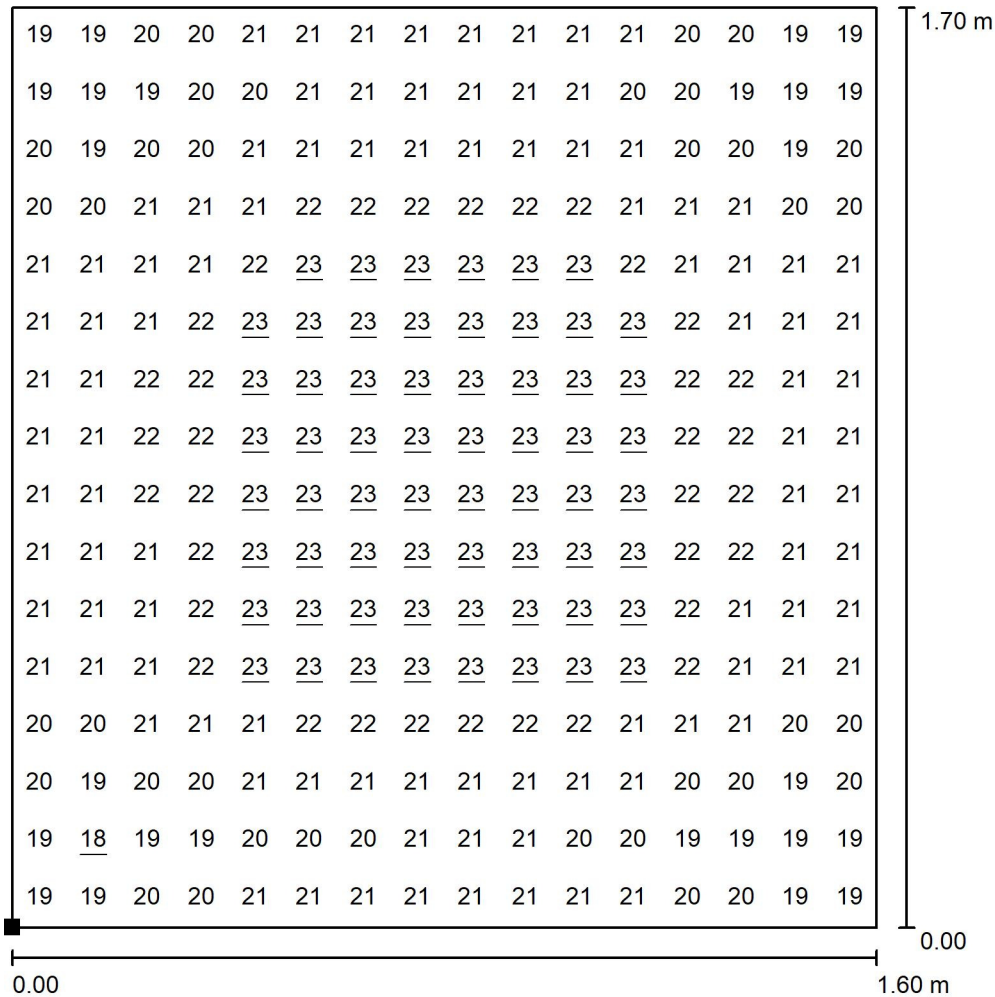 19 19 20 20 21 21 21 21 21 21 21 21 20 20 19 19
1.70 m
19 19 19 20 20 21 21 21 21 21 21 20 20 19 19 19
20 19 20 20 21 21 21 21 21 21 21 21 20 20 19 20
20 20 21 21 21 22 22 22 22 22 22 21 21 21 20 20
21 21 21 21 22 23 23 23 23 23 23 22 21 21 21 21
21 21 21 22 23 23 23 23 23 23 23 23 22 21 21 21
21 21 22 22 23 23 23 23 23 23 23 23 22 22 21 21
21 21 22 22 23 23 23 23 23 23 23 23 22 22 21 21
21 21 22 22 23 23 23 23 23 23 23 23 22 22 21 21
21 21 21 22 23 23 23 23 23 23 23 23 22 22 21 21
21 21 21 22 23 23 23 23 23 23 23 23 22 21 21 21
21 21 21 22 23 23 23 23 23 23 23 23 22 21 21 21
20 20 21 21 21 22 22 22 22 22 22 21 21 21 20 20
20 19 20 20 21 21 21 21 21 21 21 21 20 20 19 20
19 18 19 19 20 20 20 21 21 21 20 20 19 19 19 19
19 19 20 20 21 21 21 21 21 21 21 21 20 20 19 19
0.00
0.00 1.60 m